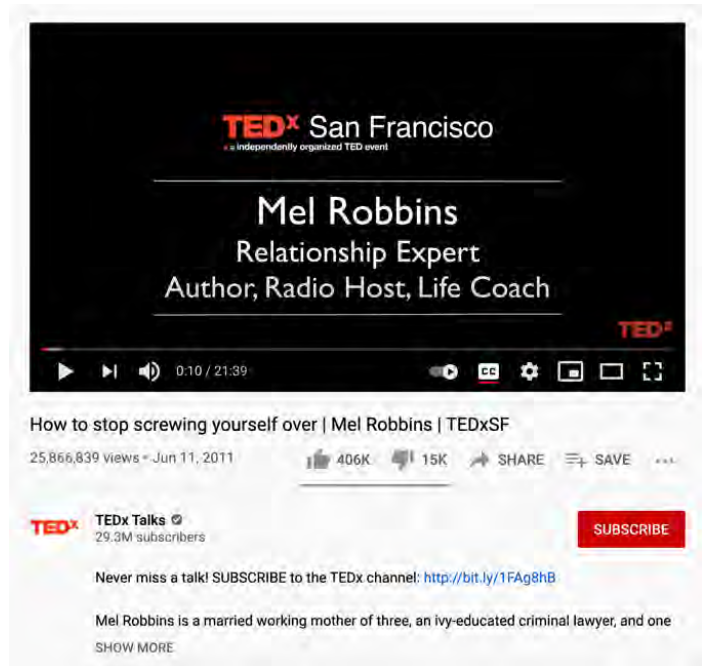 TEDx San Francisco
x = independently organized TED event
Mel Robbins
Relationship Expert
Author, Radio Host, Life Coach
TEDx
0:10 / 21:39
CC
How to stop screwing yourself over | Mel Robbins | TEDxSF
25,866,839 views • Jun 11, 2011
406K 15K SHARE SAVE
TEDx TEDx Talks
29.3M subscribers
SUBSCRIBE
Never miss a talk! SUBSCRIBE to the TEDx channel: http://bit.ly/1FAg8hB
Mel Robbins is a married working mother of three, an ivy-educated criminal lawyer, and one
SHOW MORE